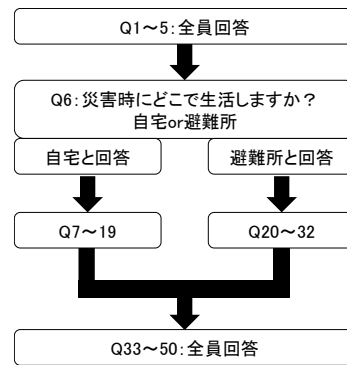 Q1～5：全員回答
Q6：災害時にどこで生活しますか？
自宅or避難所
自宅と回答
避難所と回答
Q7～19
Q20～32
Q33～50：全員回答